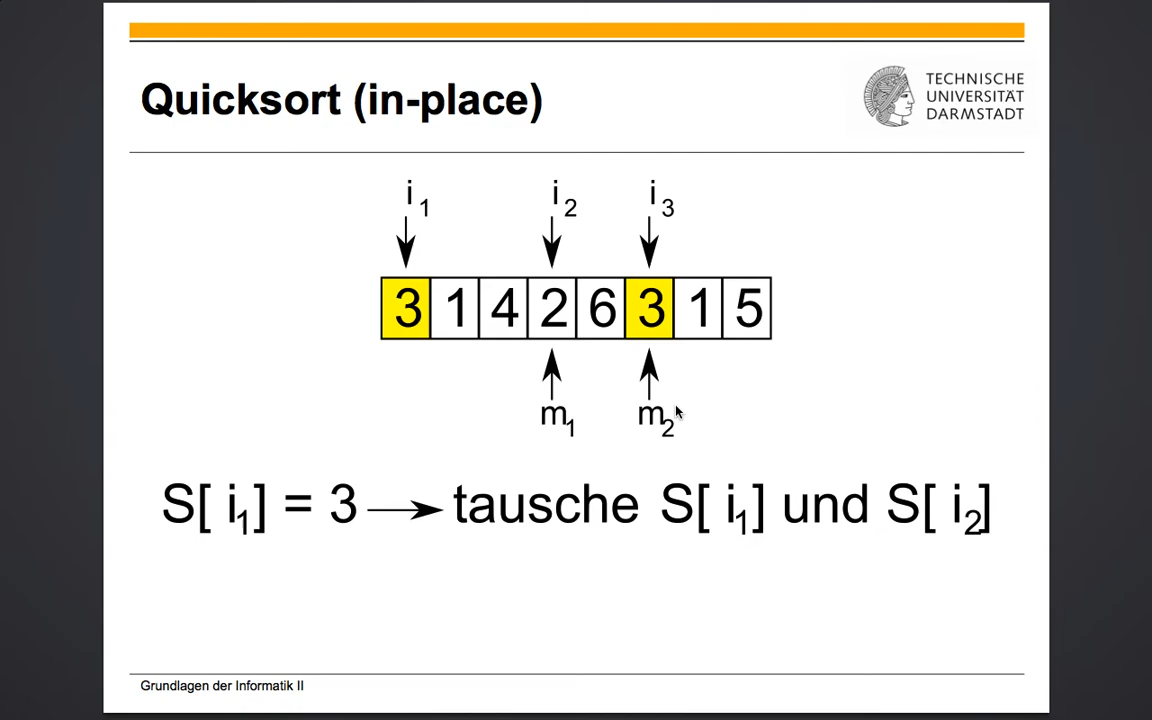 Quicksort (in-place)
TECHNISCHE
UNIVERSITÄT
DARMSTADT
i₁ i₂ i₃
3 1 4 2 6 3 1 5
m₁ m₂
S[ i₁] = 3 → tausche S[ i₁] und S[ i₂]
Grundlagen der Informatik II